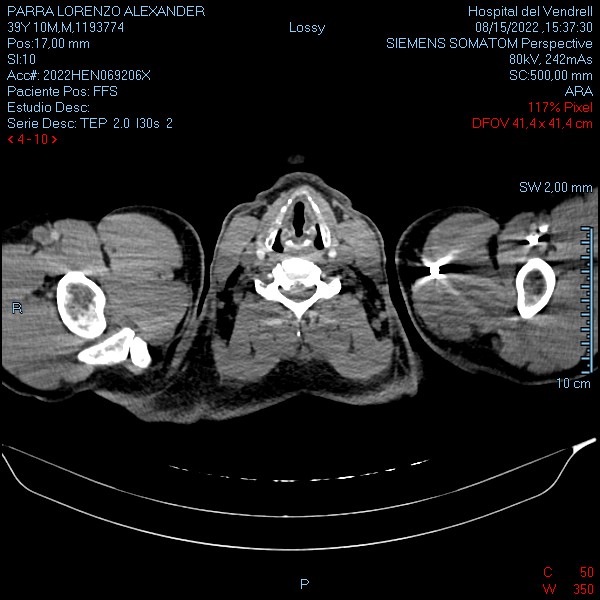 PARRA LORENZO ALEXANDER
39Y 10M,M,1193774
Pos:17,00 mm
SI:10
Acc#: 2022HEN069206X
Paciente Pos: FFS
Estudio Desc:
Serie Desc: TEP 2.0 I30s 2
< 4 - 10 >
Lossy
Hospital del Vendrell
08/15/2022 ,15:37:30
SIEMENS SOMATOM Perspective
80kV, 242mAs
SC:500,00 mm
ARA
117% Pixel
DFOV 41,4 x 41,4 cm
SW 2,00 mm
R
10 cm
P
C 50
W 350